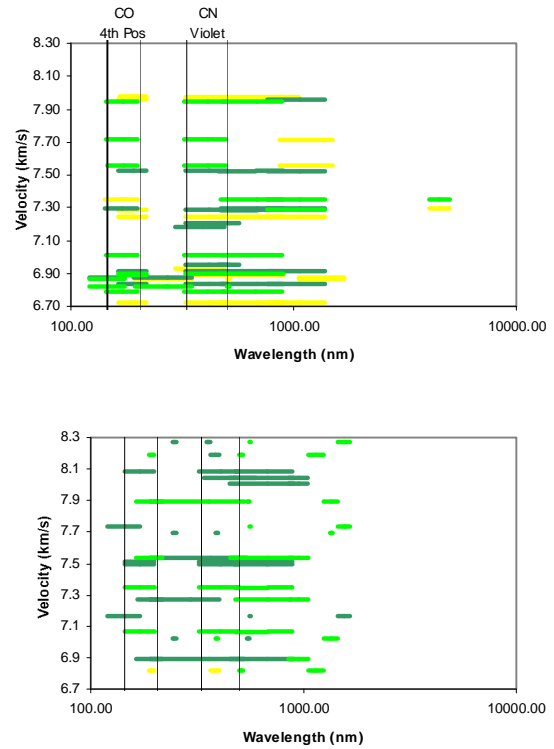 CO CN
4th Pos Violet
8.30
8.10
7.90
7.70
7.50
7.30
7.10
6.90
6.70
Velocity (km/s)
100.00 1000.00 10000.00
Wavelength (nm)
8.3
8.1
7.9
7.7
7.5
7.3
7.1
6.9
6.7
Velocity (km/s)
100.00 1000.00 10000.00
Wavelength (nm)